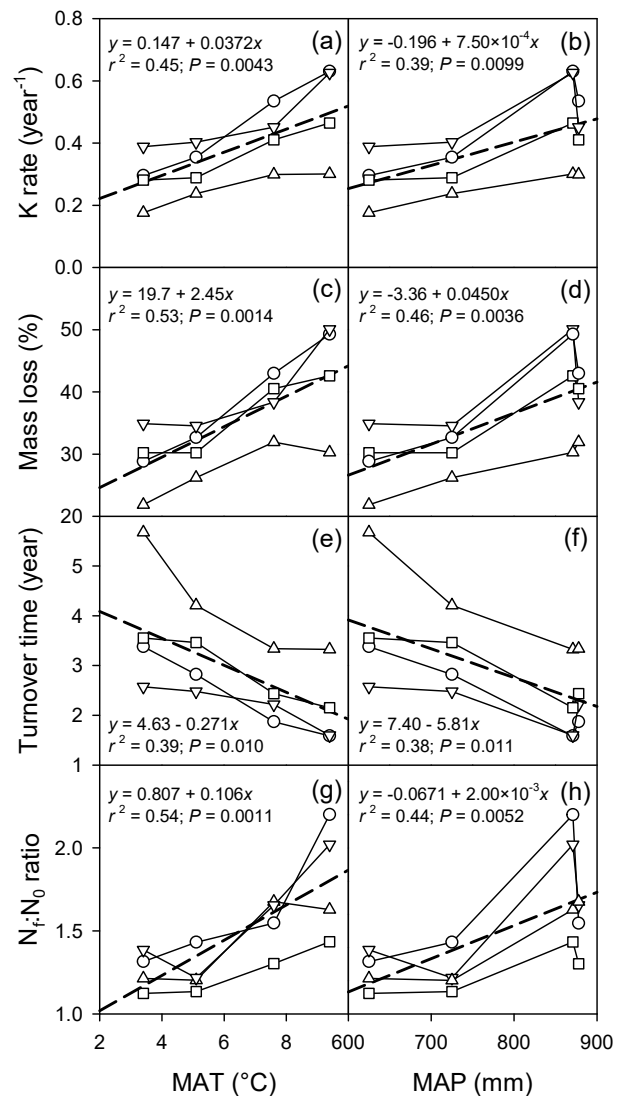 y = 0.147 + 0.0372x
r² = 0.45; P = 0.0043
(a)
y = -0.196 + 7.50×10⁻⁴x
r² = 0.39; P = 0.0099
(b)
K rate (year⁻¹)
0.8
0.6
0.4
0.2
0.0
y = 19.7 + 2.45x
r² = 0.53; P = 0.0014
(c)
y = -3.36 + 0.0450x
r² = 0.46; P = 0.0036
(d)
Mass loss (%)
50
40
30
20
(e)
(f)
Turnover time (year)
5
4
3
2
1
y = 4.63 - 0.271x
r² = 0.39; P = 0.010
y = 7.40 - 5.81x
r² = 0.38; P = 0.011
y = 0.807 + 0.106x
r² = 0.54; P = 0.0011
(g)
y = -0.0671 + 2.00×10⁻³x
r² = 0.44; P = 0.0052
(h)
Nf:N₀ ratio
2.0
1.5
1.0
2 4 6 8 600 700 800 900
MAT (°C) MAP (mm)